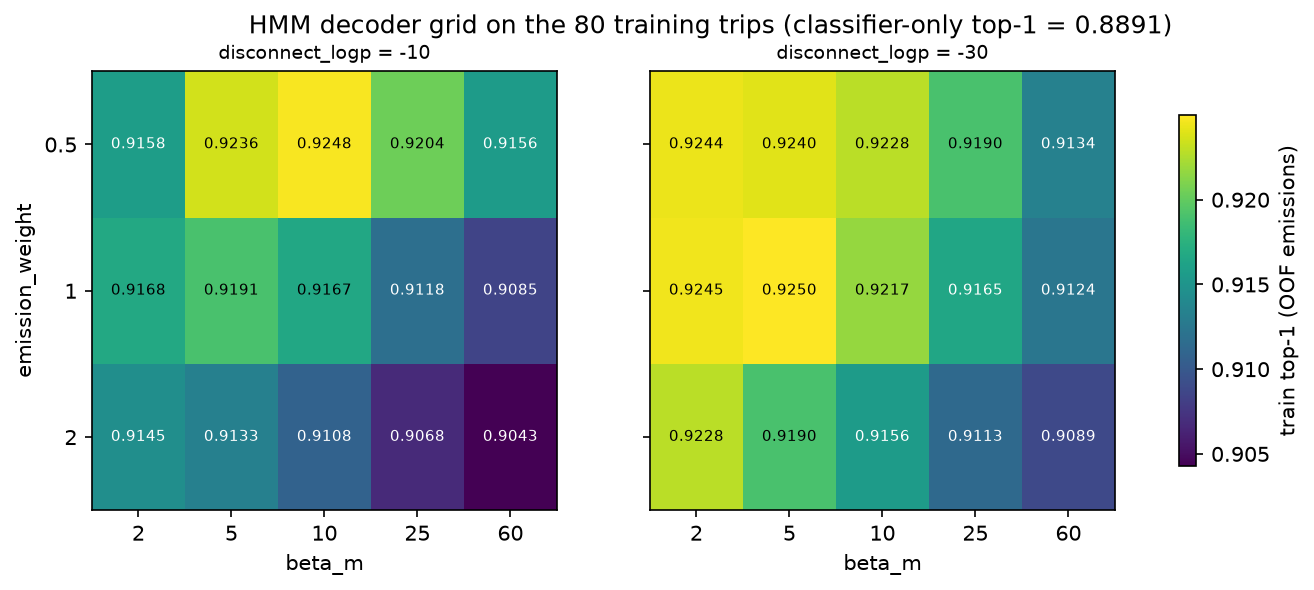 HMM decoder grid on the 80 training trips (classifier-only top-1 = 0.8891)
disconnect_logp = -10
disconnect_logp = -30
emission_weight
0.5
0.9158 0.9236 0.9248 0.9204 0.9156
0.9244 0.9240 0.9228 0.9190 0.9134
1
0.9168 0.9191 0.9167 0.9118 0.9085
0.9245 0.9250 0.9217 0.9165 0.9124
2
0.9145 0.9133 0.9108 0.9068 0.9043
0.9228 0.9190 0.9156 0.9113 0.9089
2 5 10 25 60
beta_m
2 5 10 25 60
beta_m
0.920
0.915
0.910
0.905
train top-1 (OOF emissions)